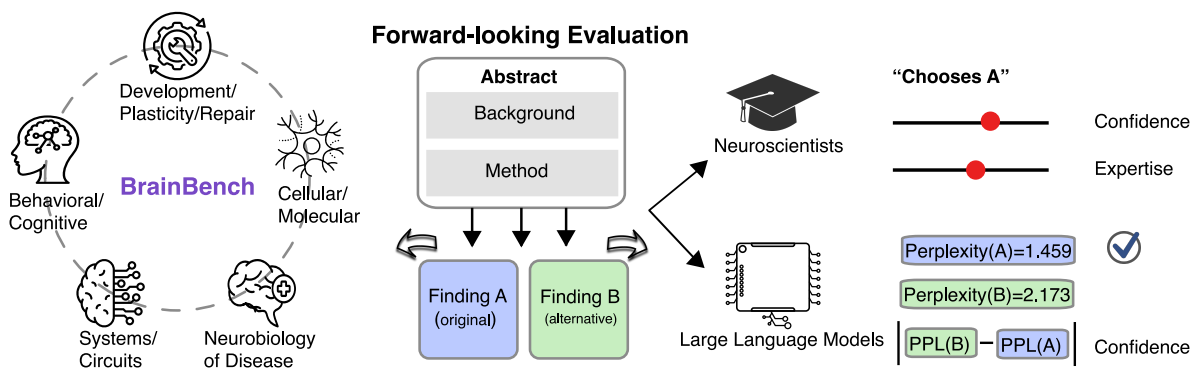 Development/
Plasticity/Repair
Behavioral/
Cognitive
BrainBench
Cellular/
Molecular
Systems/
Circuits
Neurobiology
of Disease
Forward-looking Evaluation
Abstract
Background
Method
Finding A
(original)
Finding B
(alternative)
Neuroscientists
Large Language Models
“Chooses A”
Confidence
Expertise
Perplexity(A)=1.459
Perplexity(B)=2.173
| PPL(B) − PPL(A) | Confidence